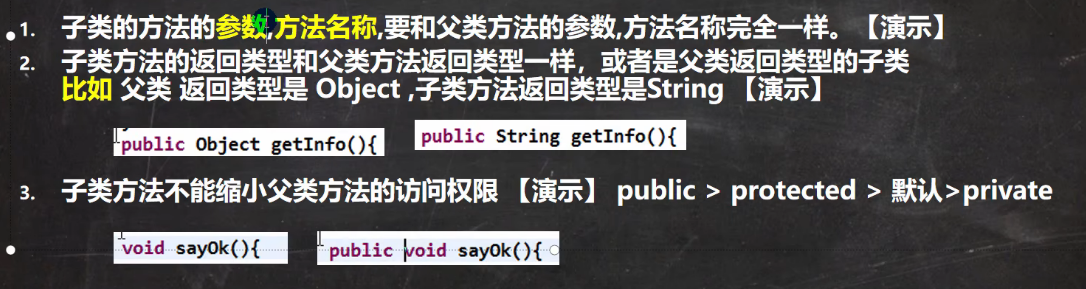 1. 子类的方法的参数,方法名称,要和父类方法的参数,方法名称完全一样。【演示】
2. 子类方法的返回类型和父类方法返回类型一样，或者是父类返回类型的子类
比如 父类 返回类型是 Object ,子类方法返回类型是String 【演示】
public Object getInfo(){
public String getInfo(){
3. 子类方法不能缩小父类方法的访问权限 【演示】 public > protected > 默认>private
void sayOk(){
public void sayOk(){